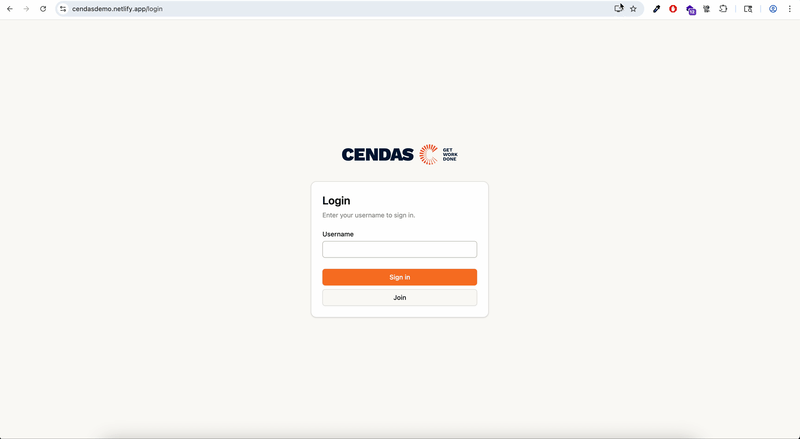 cendasdemo.netlify.app/login
CENDAS
GET
WORK
DONE
Login
Enter your username to sign in.
Username
Sign in
Join